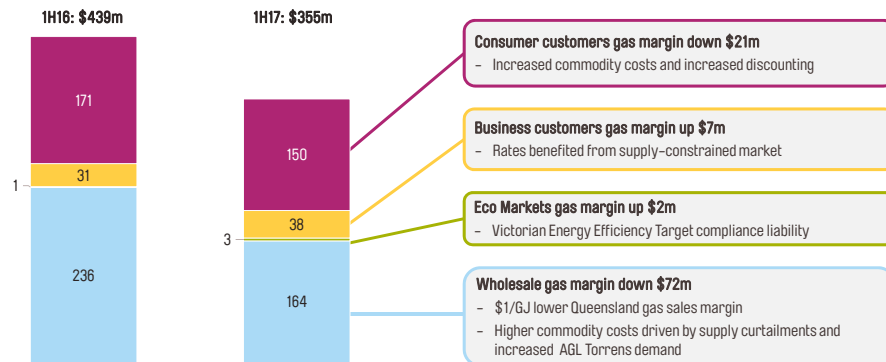 1H16: $439m
171
31
1
236
1H17: $355m
150
38
3
164
Consumer customers gas margin down $21m
– Increased commodity costs and increased discounting
Business customers gas margin up $7m
– Rates benefited from supply-constrained market
Eco Markets gas margin up $2m
– Victorian Energy Efficiency Target compliance liability
Wholesale gas margin down $72m
– $1/GJ lower Queensland gas sales margin
– Higher commodity costs driven by supply curtailments and
increased AGL Torrens demand